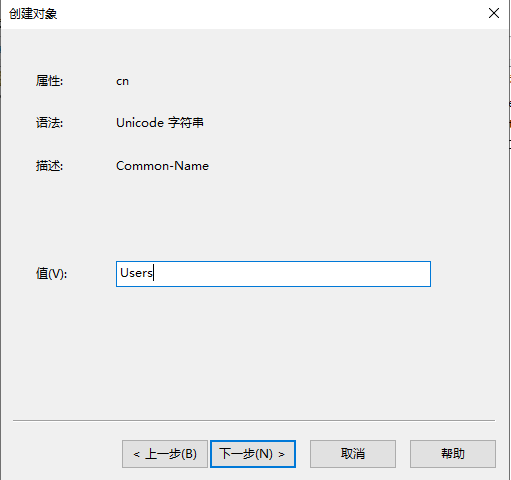 创建对象
属性: cn
语法: Unicode 字符串
描述: Common-Name
值(V): Users
< 上一步(B) 下一步(N) > 取消 帮助